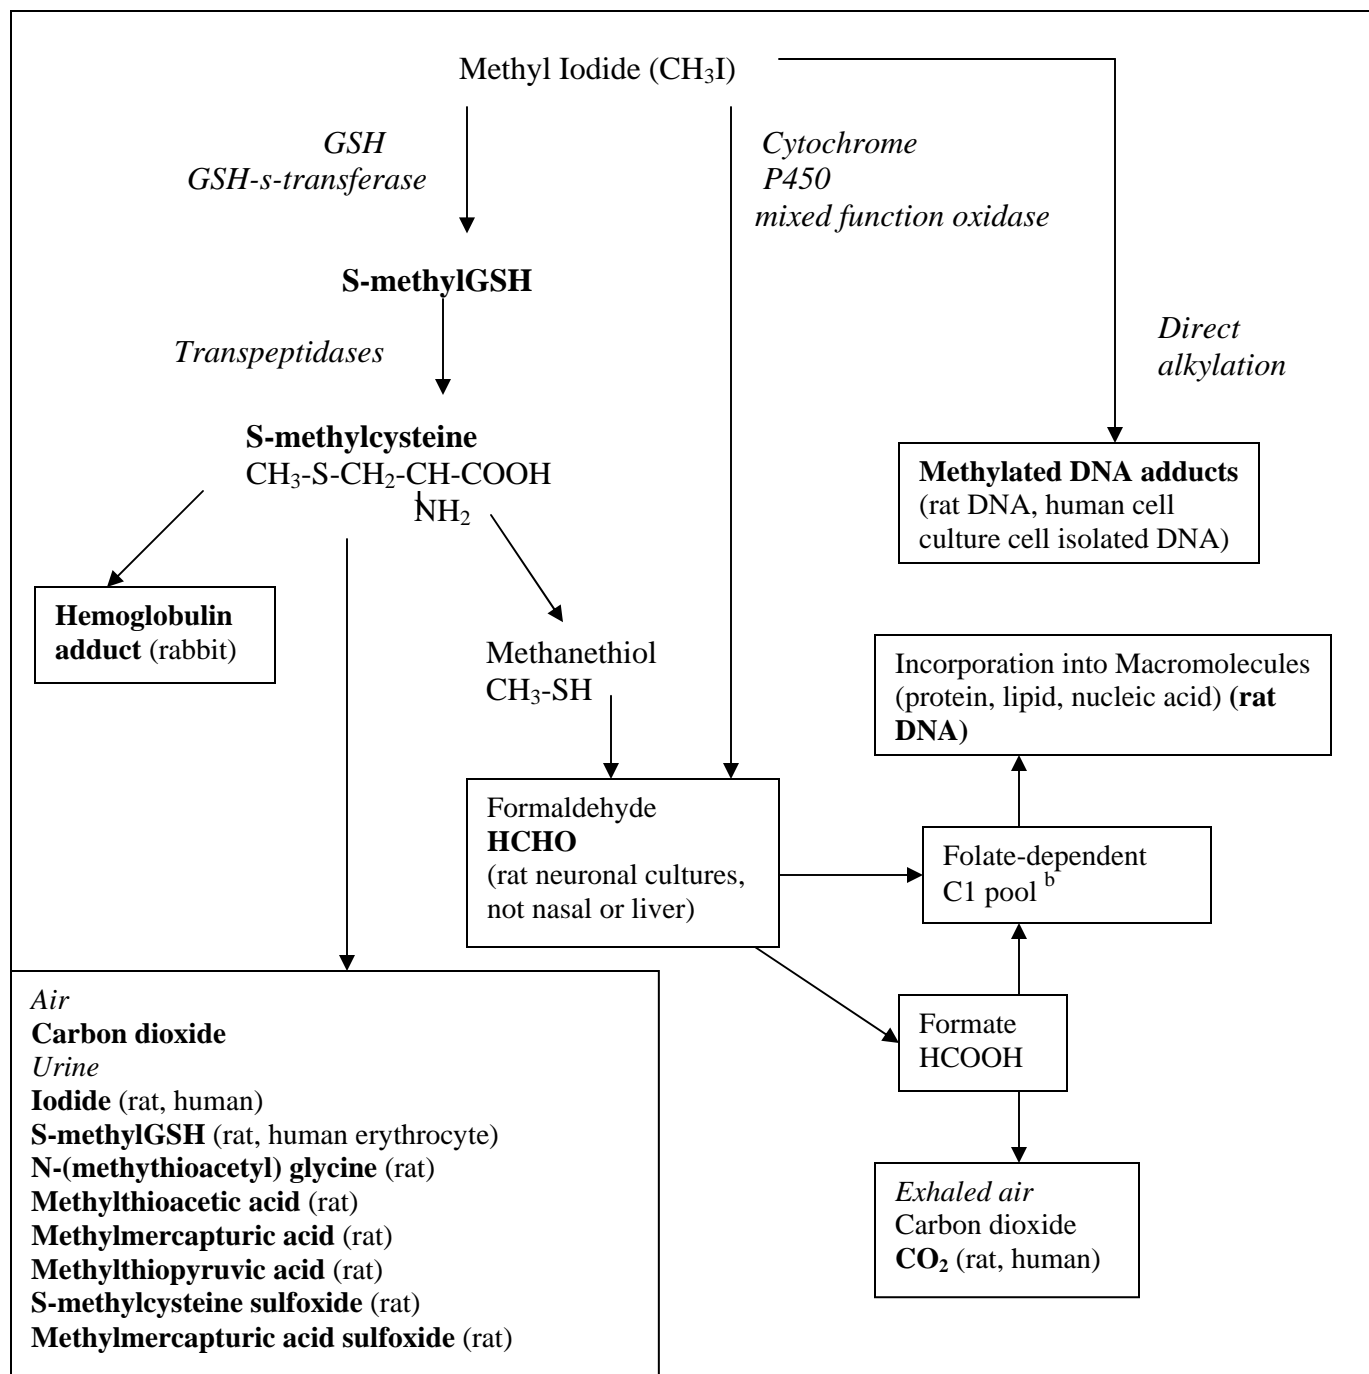 Methyl Iodide (CH₃I)
GSH
GSH-s-transferase
Cytochrome
P450
mixed function oxidase
S-methylGSH
Direct
alkylation
Transpeptidases
S-methylcysteine
CH₃-S-CH₂-CH-COOH
NH₂
Methylated DNA adducts
(rat DNA, human cell
culture cell isolated DNA)
Hemoglobulin
adduct (rabbit)
Methanethiol
CH₃-SH
Incorporation into Macromolecules
(protein, lipid, nucleic acid) (rat
DNA)
Formaldehyde
HCHO
(rat neuronal cultures,
not nasal or liver)
Folate-dependent
C1 pool ᵇ
Formate
HCOOH
Air
Carbon dioxide
Urine
Iodide (rat, human)
S-methylGSH (rat, human erythrocyte)
N-(methythioacetyl) glycine (rat)
Methylthioacetic acid (rat)
Methylmercapturic acid (rat)
Methylthiopyruvic acid (rat)
S-methylcysteine sulfoxide (rat)
Methylmercapturic acid sulfoxide (rat)
Exhaled air
Carbon dioxide
CO₂ (rat, human)